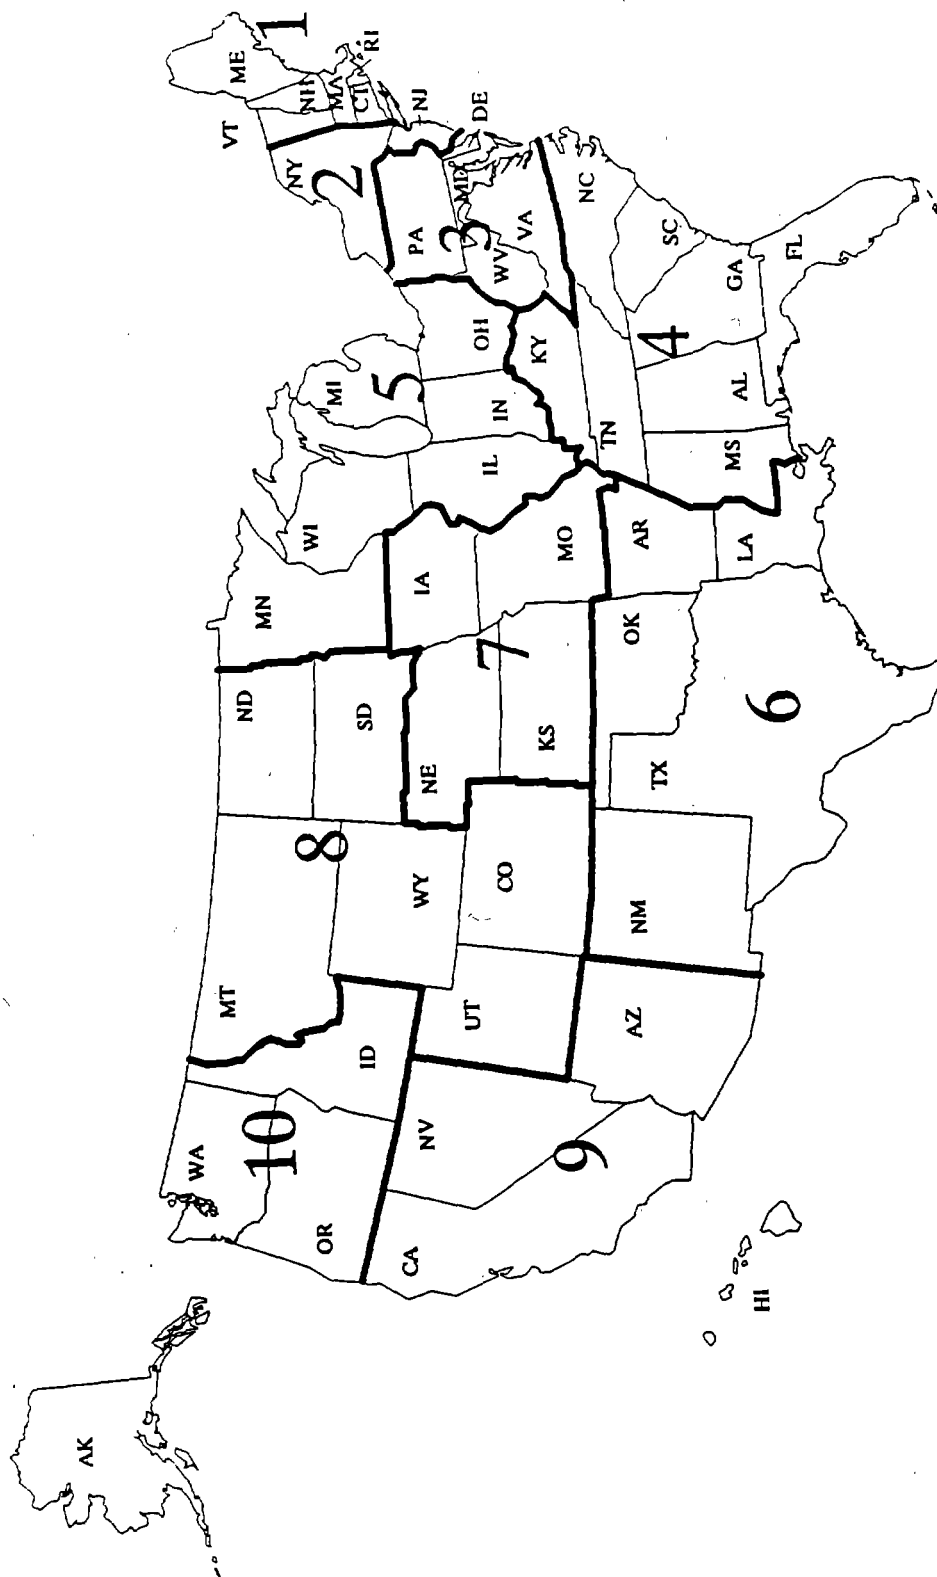 AK
WA
10
OR
ID
MT
8
ND
MN
WI
MI
5
SD
WY
NE
IA
IL
IN
OH
NV
CA
9
UT
CO
KS
7
MO
KY
WV
3
PA
MD
VA
DE
NJ
NY
2
VT
ME
1
NH
MA
CT
RI
AZ
NM
TX
6
OK
AR
LA
MS
TN
AL
4
GA
SC
NC
FL
HI